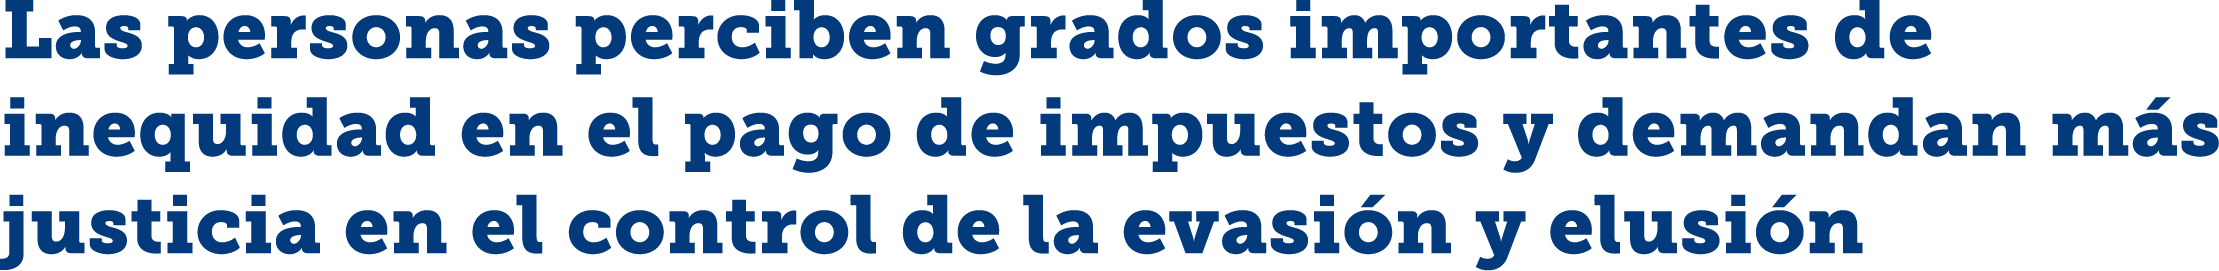 Las personas perciben grados importantes de
inequidad en el pago de impuestos y demandan más
justicia en el control de la evasión y elusión